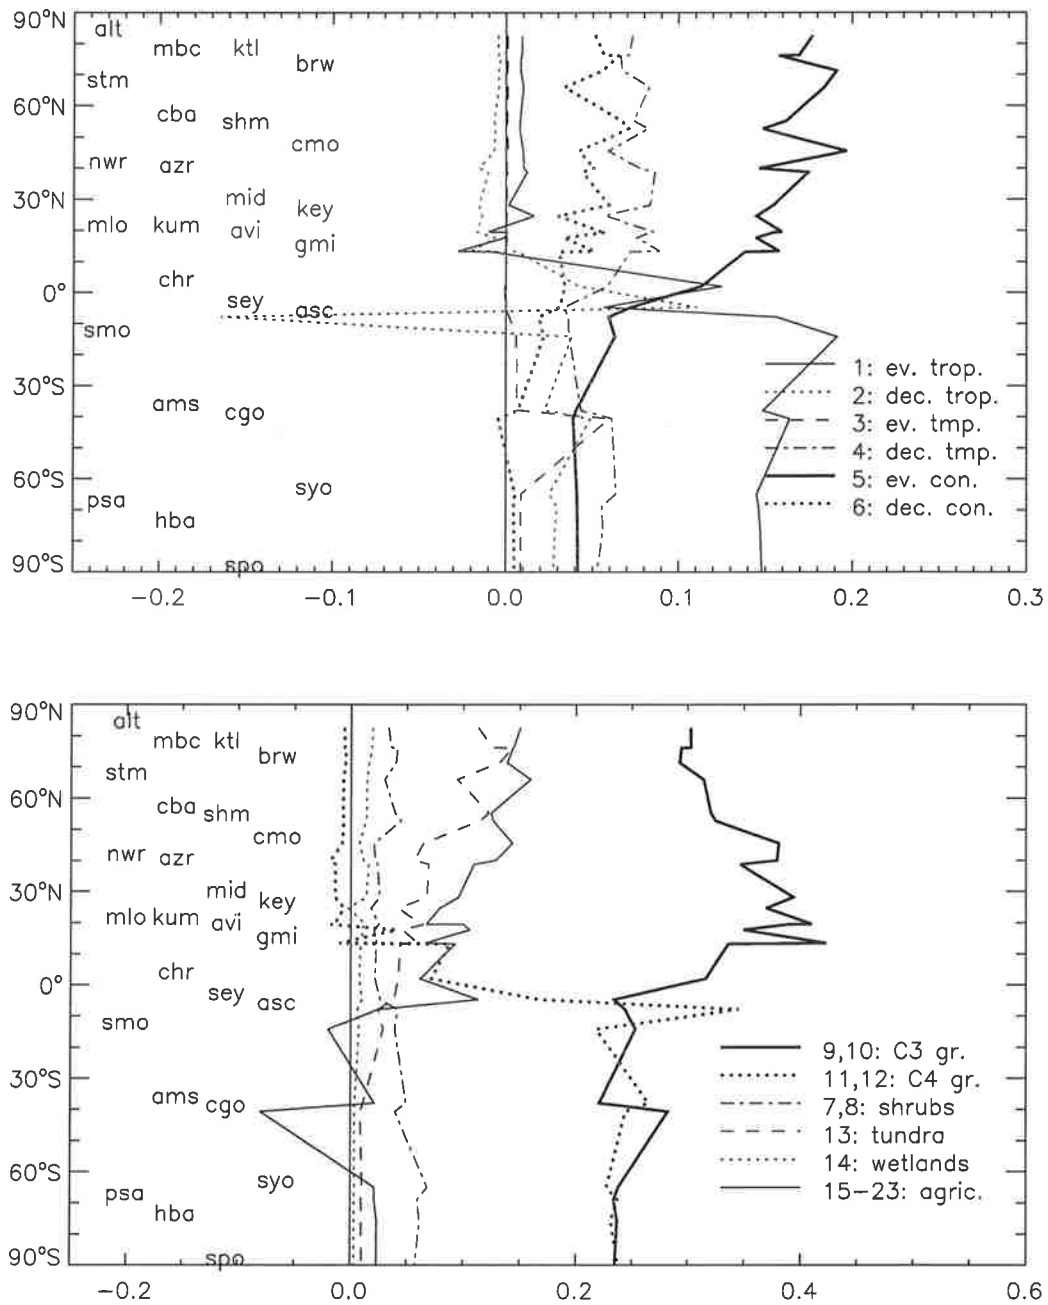 90°N
alt
mbc ktl
brw
stm
60°N
cba shm
cmo
nwr azr
30°N
mid key
mlo kum avi
gmi
chr
0°
sey asc
smo
30°S
1: ev. trop.
2: dec. trop.
ams cgo
3: ev. tmp.
4: dec. tmp.
60°S
5: ev. con.
psa syo
6: dec. con.
hba
90°S
spo
−0.2 −0.1 0.0 0.1 0.2 0.3
90°N
alt
mbc ktl
brw
stm
60°N
cba shm
cmo
nwr azr
30°N
mid key
mlo kum avi
gmi
chr
0°
sey asc
smo
9,10: C3 gr.
30°S
11,12: C4 gr.
ams cgo
7,8: shrubs
13: tundra
60°S
14: wetlands
syo
psa
15−23: agric.
hba
90°S
spo
−0.2 0.0 0.2 0.4 0.6